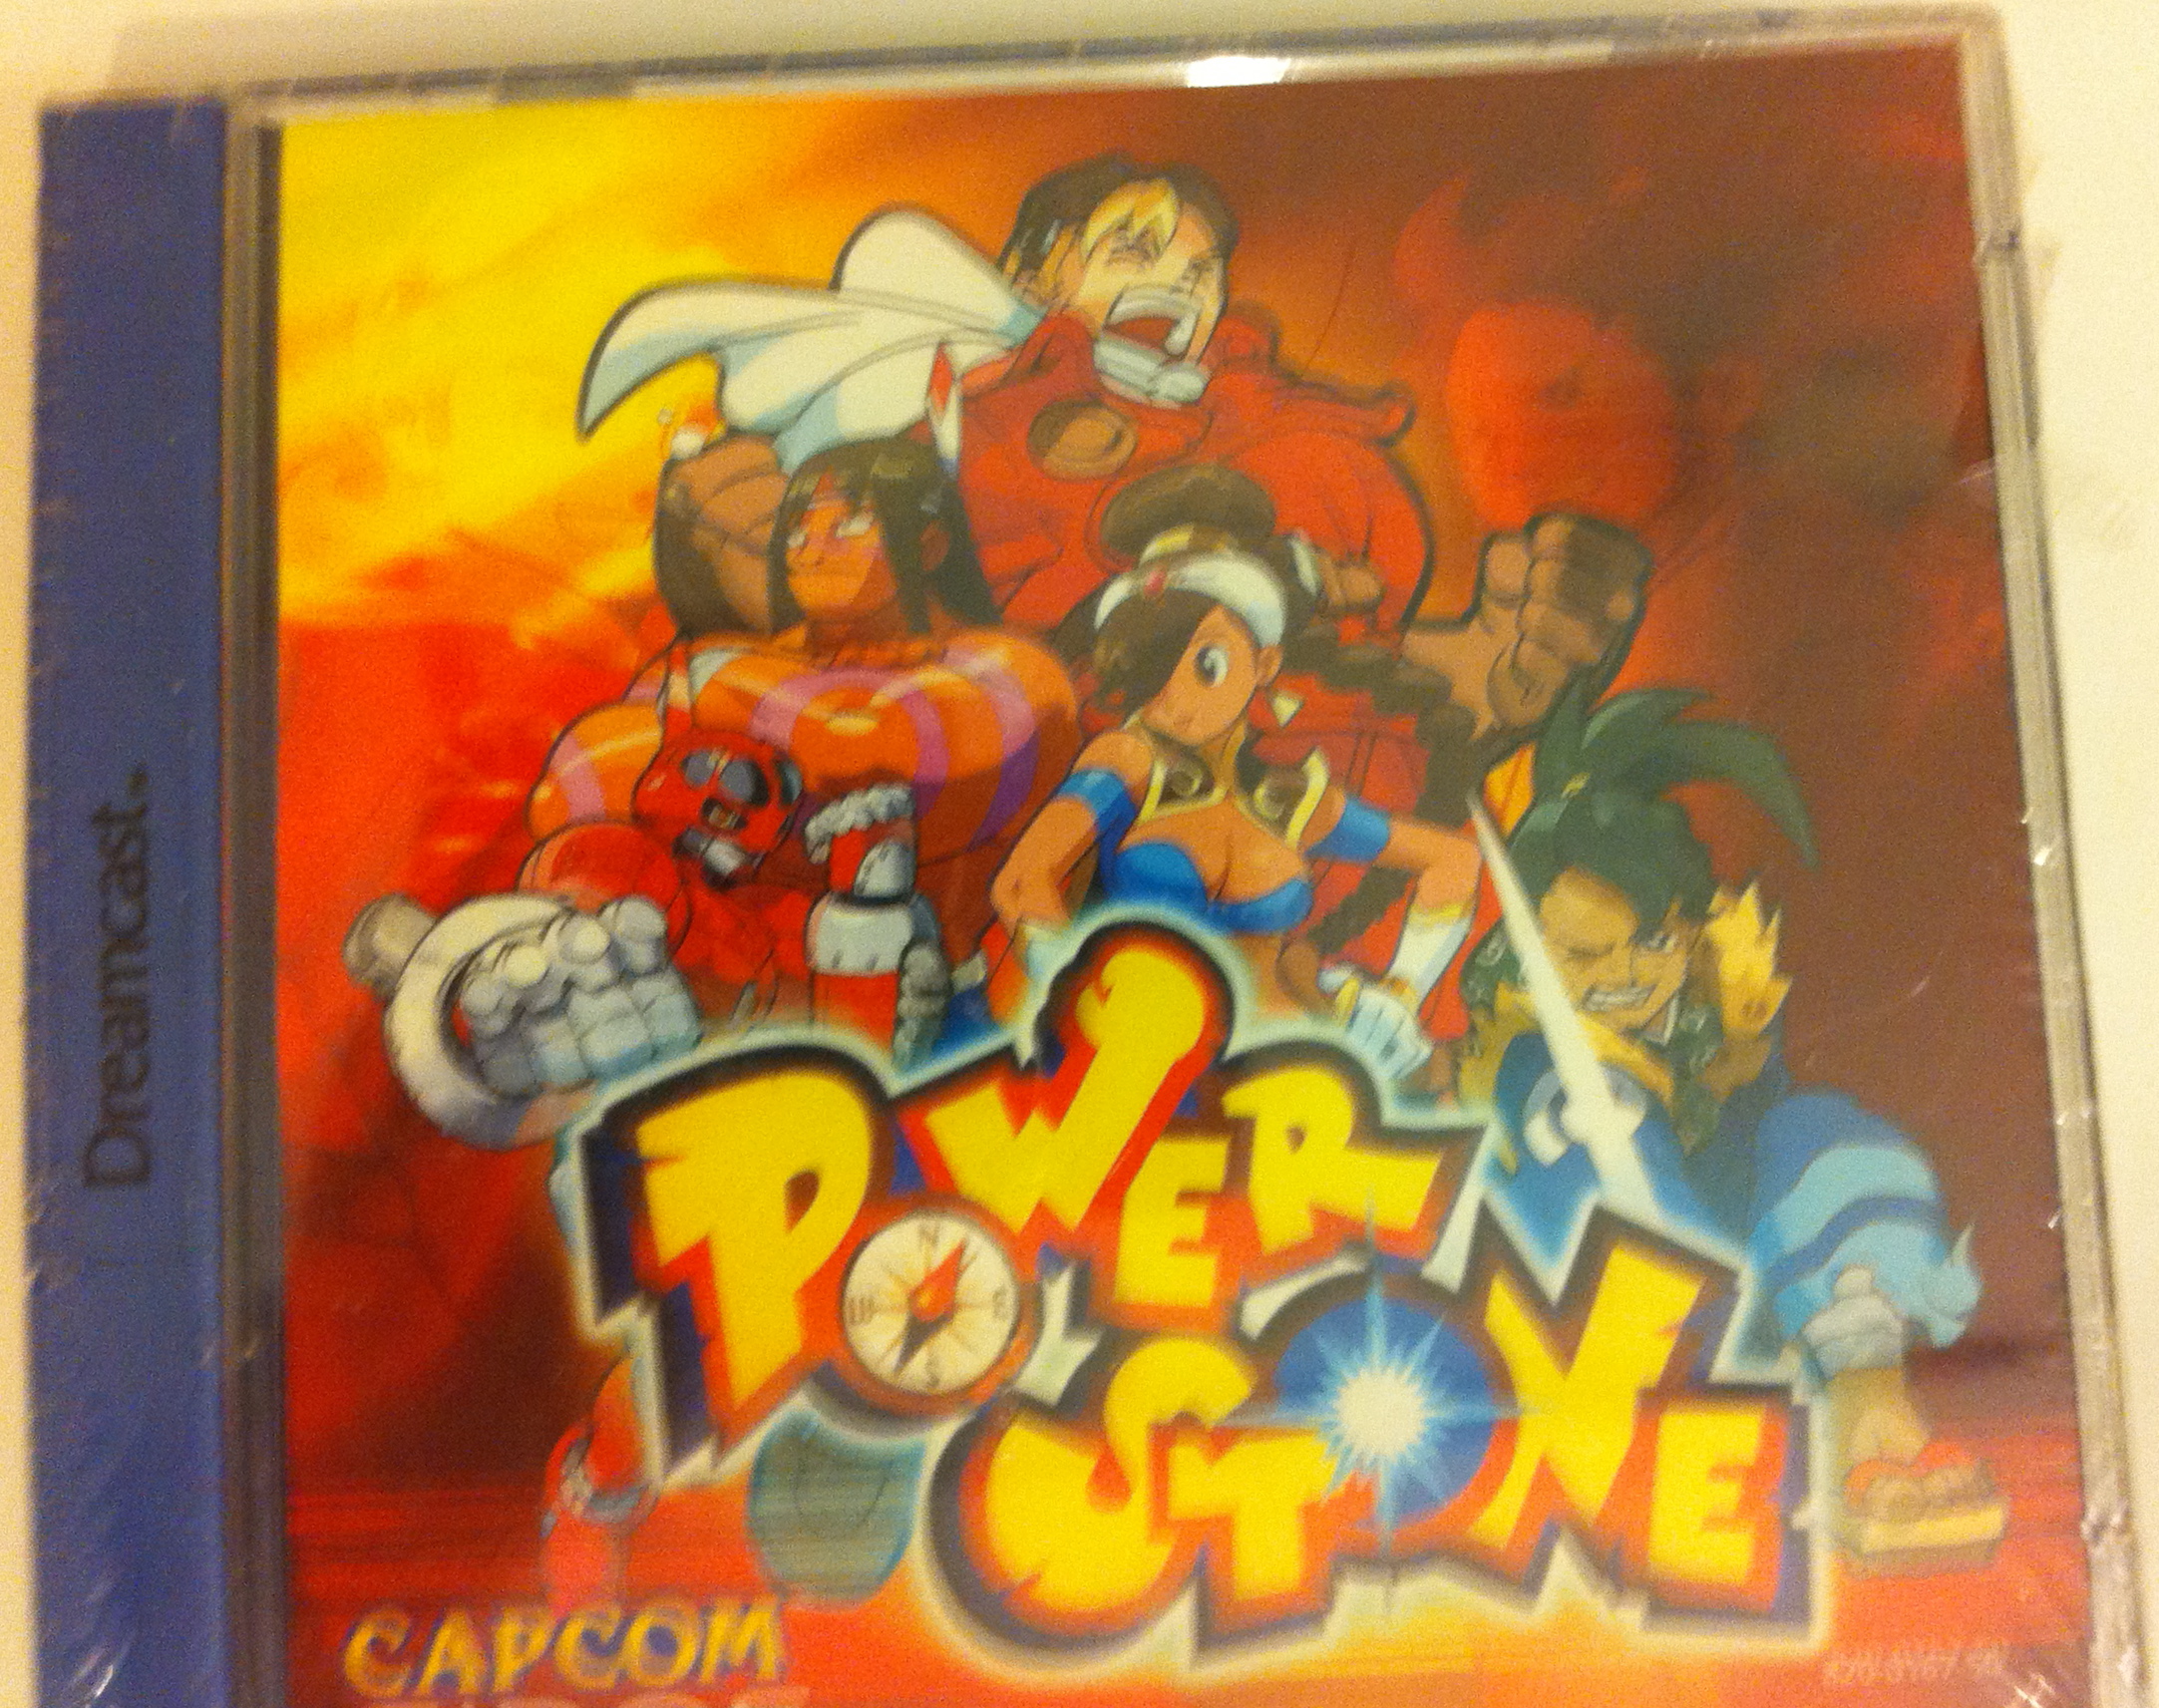 Dreamcast.
POWER
STONE
N
W
E
S
CAPCOM